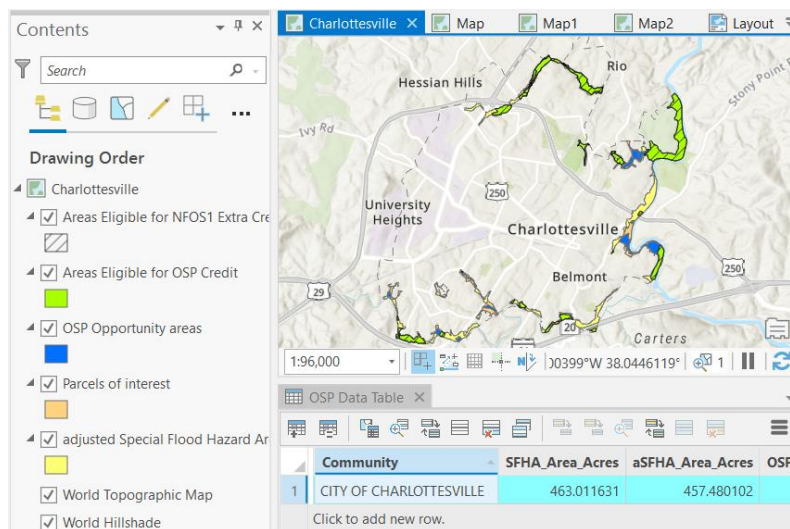 Contents
Search
Drawing Order
Charlottesville
Areas Eligible for NFOS1 Extra Cre
Areas Eligible for OSP Credit
OSP Opportunity areas
Parcels of interest
adjusted Special Flood Hazard Ar
World Topographic Map
World Hillshade
Charlottesville Map Map1 Map2 Layout
Rio
Hessian Hills
Stony Point
Ivy Rd
250
University
Heights
Charlottesville
Belmont
250
29
20
Carters
1:96,000 00399°W 38.0446119° 1
OSP Data Table
Community SFHA_Area_Acres aSFHA_Area_Acres OSP
1 CITY OF CHARLOTTESVILLE 463.011631 457.480102
Click to add new row.